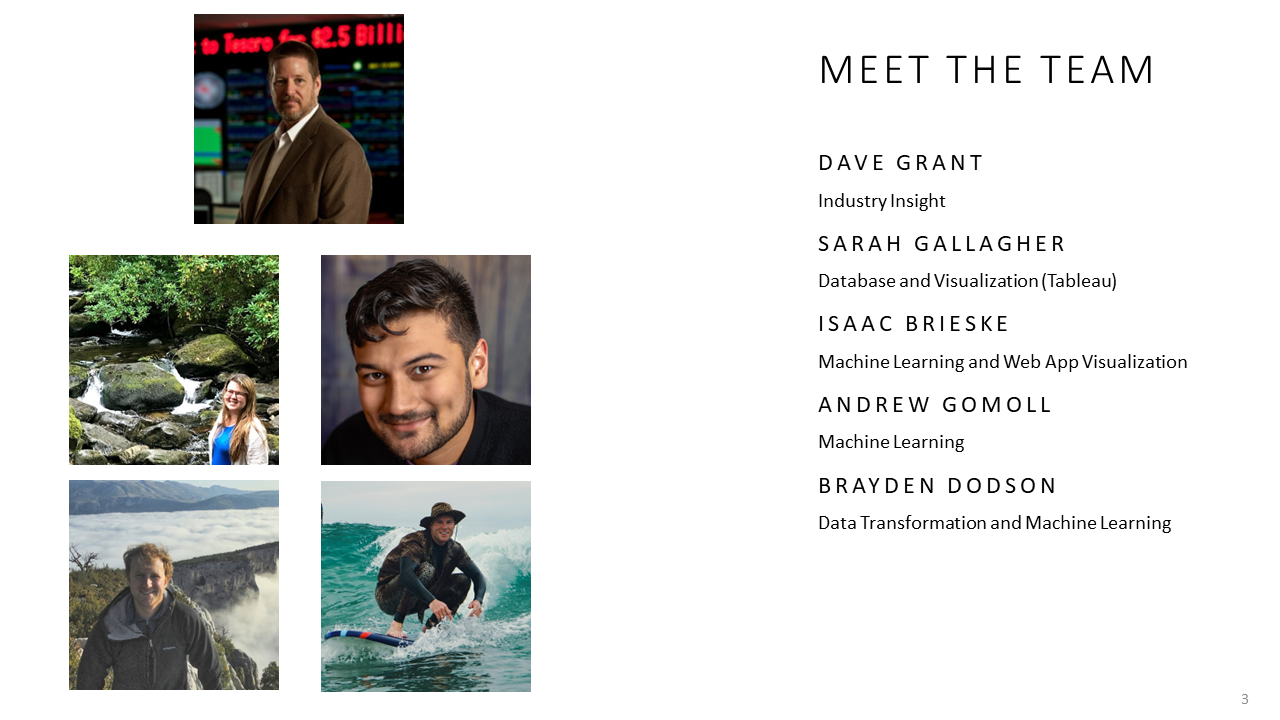 to Tesoro for $2.5 Billi
MEET THE TEAM
DAVE GRANT
Industry Insight
SARAH GALLAGHER
Database and Visualization (Tableau)
ISAAC BRIESKE
Machine Learning and Web App Visualization
ANDREW GOMOLL
Machine Learning
BRAYDEN DODSON
Data Transformation and Machine Learning
3